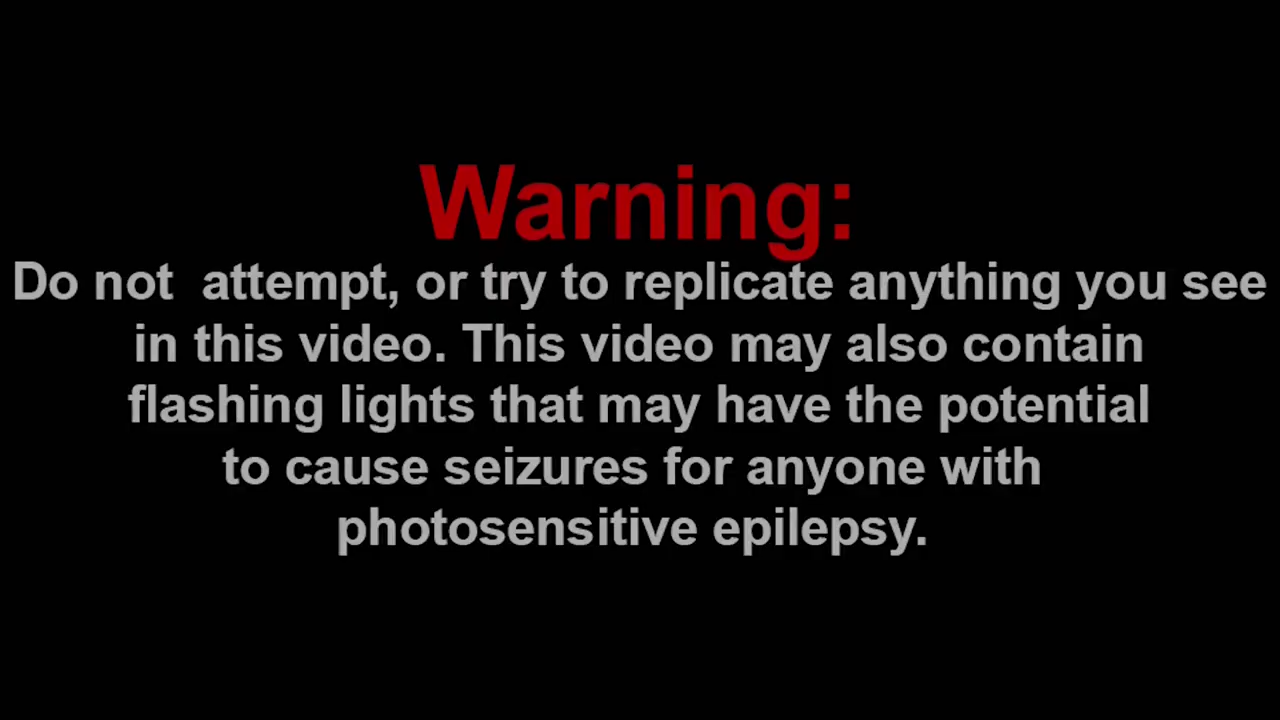 Warning:
Do not  attempt, or try to replicate anything you see
in this video. This video may also contain
flashing lights that may have the potential
to cause seizures for anyone with
photosensitive epilepsy.